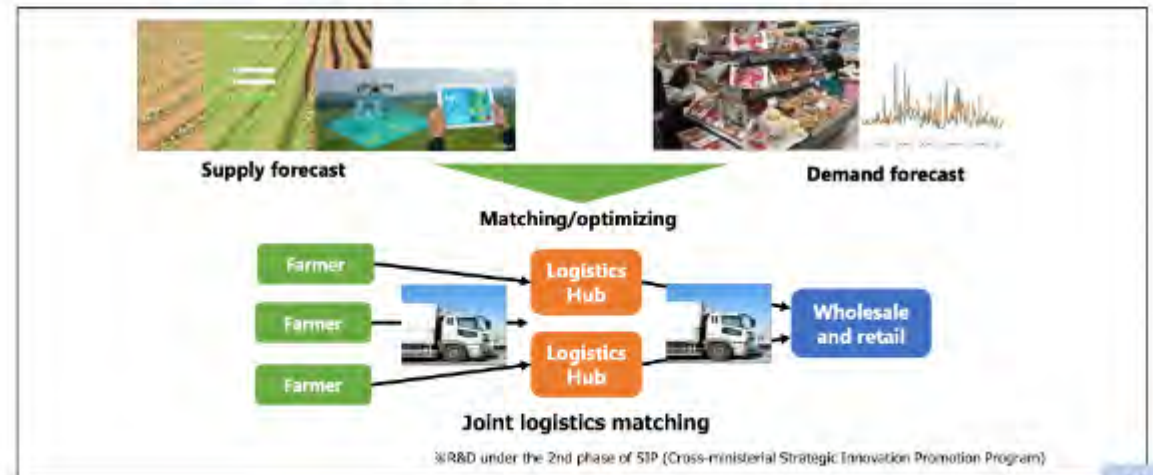 Supply forecast
Demand forecast
Matching/optimizing
Farmer
Logistics
Hub
Farmer
Wholesale
and retail
Logistics
Hub
Farmer
Joint logistics matching
※R&D under the 2nd phase of SIP (Cross-ministerial Strategic Innovation Promotion Program)